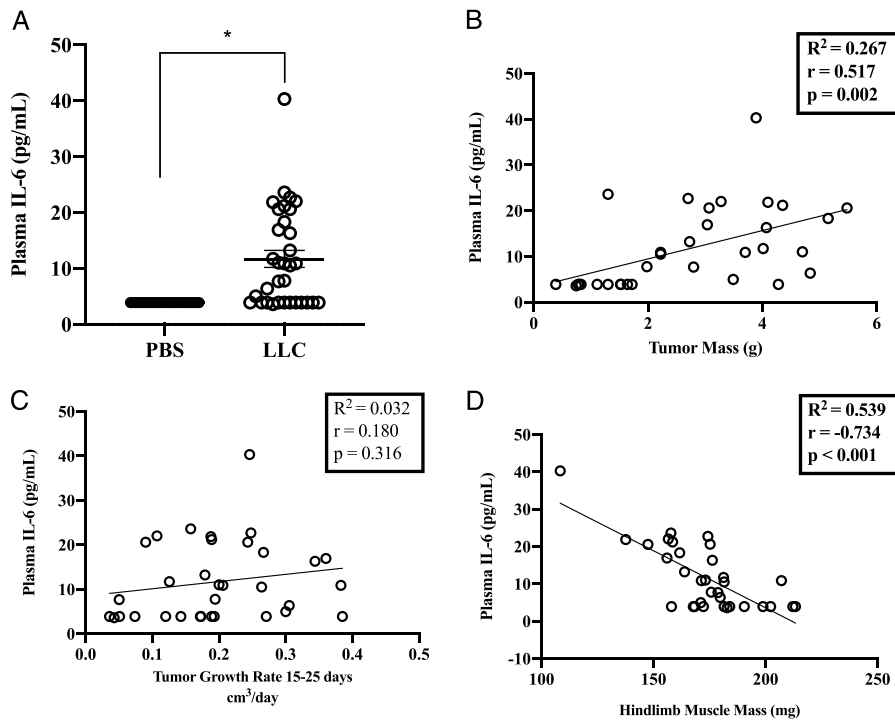 A
*
Plasma IL-6 (pg/mL)
50
40
30
20
10
0
PBS LLC
B
R² = 0.267
r = 0.517
p = 0.002
Plasma IL-6 (pg/mL)
50
40
30
20
10
0
0 2 4 6
Tumor Mass (g)
C
R² = 0.032
r = 0.180
p = 0.316
Plasma IL-6 (pg/mL)
50
40
30
20
10
0
0.0 0.1 0.2 0.3 0.4 0.5
Tumor Growth Rate 15-25 days
cm³/day
D
R² = 0.539
r = -0.734
p < 0.001
Plasma IL-6 (pg/mL)
50
40
30
20
10
0
-10
100 150 200 250
Hindlimb Muscle Mass (mg)